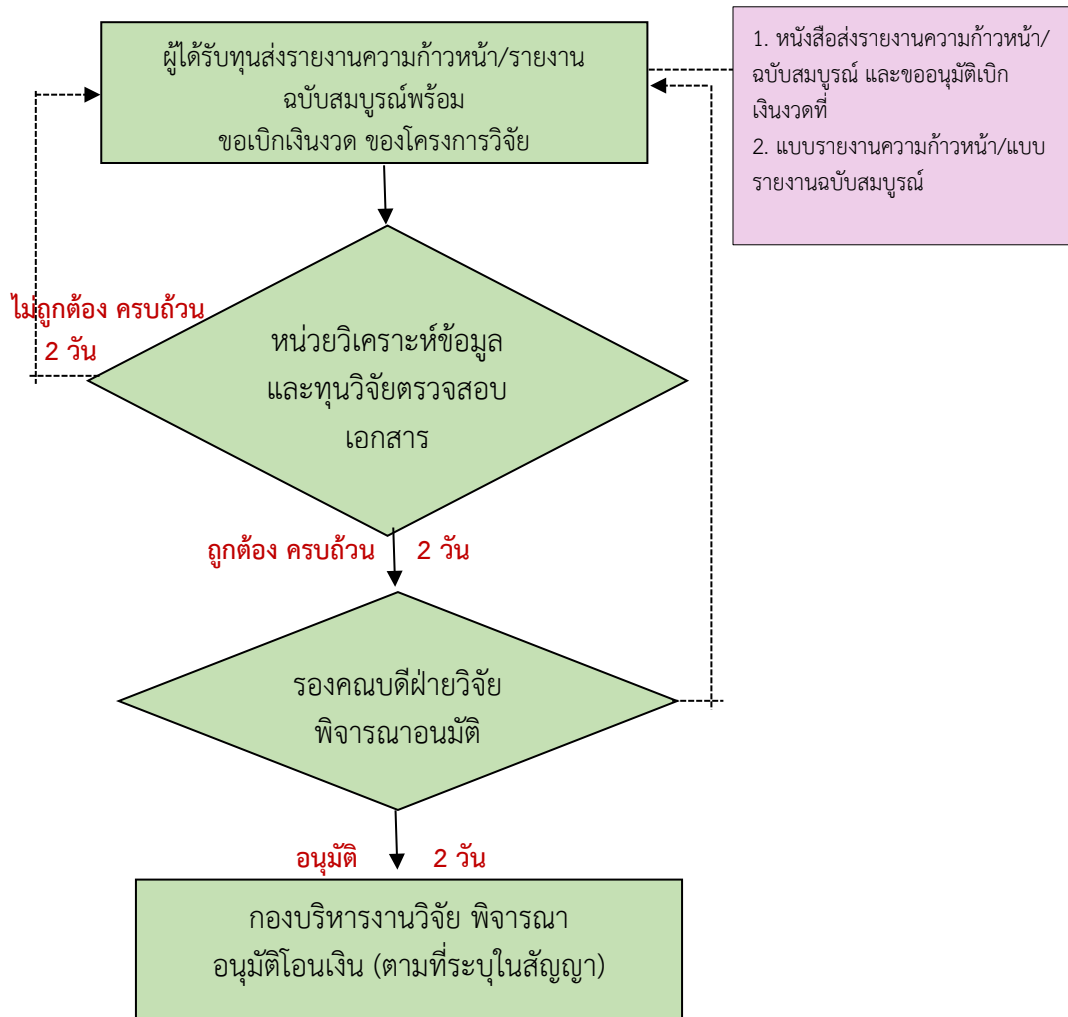 ผู้ได้รับทุนส่งรายงานความก้าวหน้า/รายงาน
ฉบับสมบูรณ์พร้อม
ขอเบิกเงินงวด ของโครงการวิจัย
1. หนังสือส่งรายงานความก้าวหน้า/
ฉบับสมบูรณ์ และขออนุมัติเบิก
เงินงวดที่
2. แบบรายงานความก้าวหน้า/แบบ
รายงานฉบับสมบูรณ์
ไม่ถูกต้อง ครบถ้วน
2 วัน
หน่วยวิเคราะห์ข้อมูล
และทุนวิจัยตรวจสอบ
เอกสาร
ถูกต้อง ครบถ้วน 2 วัน
รองคณบดีฝ่ายวิจัย
พิจารณาอนมัติ
อนุมัติ 2 วัน
กองบริหารงานวิจัย พิจารณา
อนุมัติโอนเงิน (ตามที่ระบุในสัญญา)